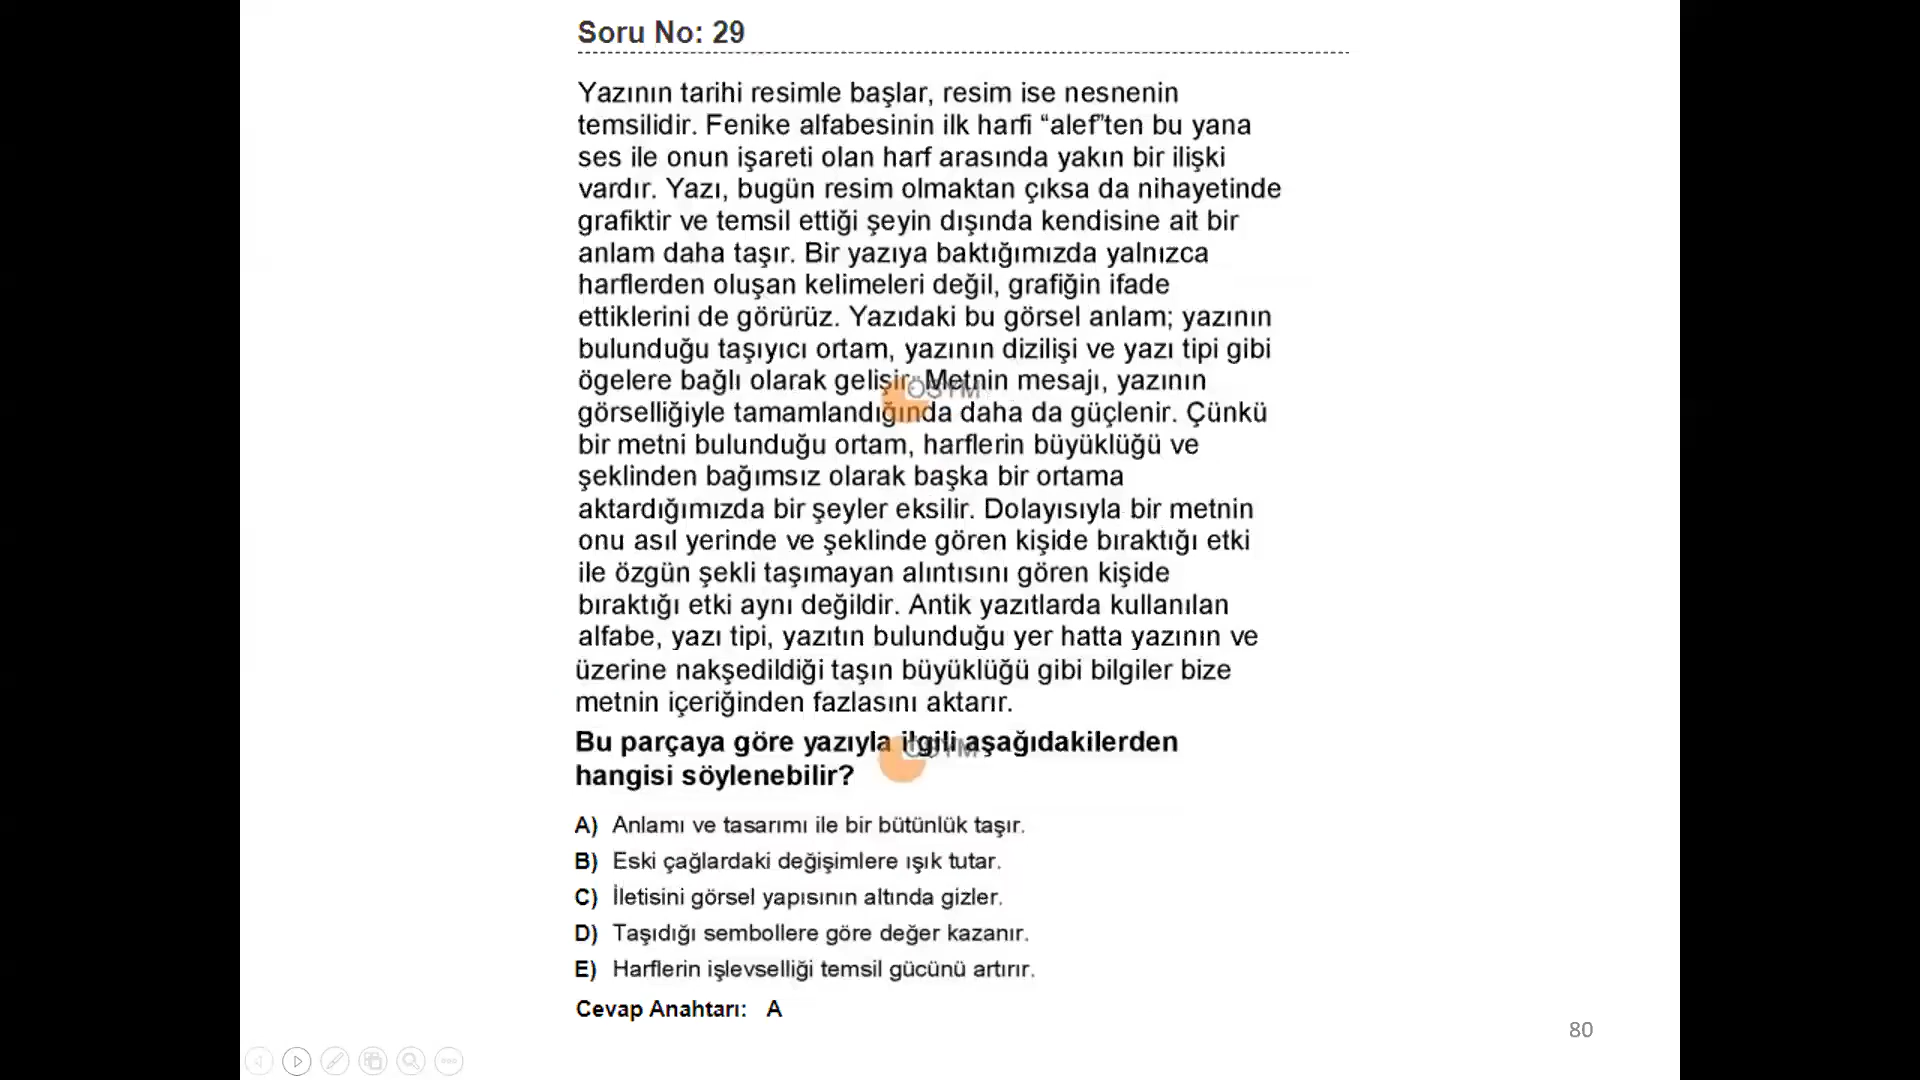 Soru No: 29
Yazının tarihi resimle başlar, resim ise nesnenin
temsilidir. Fenike alfabesinin ilk harfi “alef”ten bu yana
ses ile onun işareti olan harf arasında yakın bir ilişki
vardır. Yazı, bugün resim olmaktan çıksa da nihayetinde
grafiktir ve temsil ettiği şeyin dışında kendisine ait bir
anlam daha taşır. Bir yazıya baktığımızda yalnızca
harflerden oluşan kelimeleri değil, grafiğin ifade
ettiklerini de görürüz. Yazıdaki bu görsel anlam; yazının
bulunduğu taşıyıcı ortam, yazının dizilişi ve yazı tipi gibi
ögelere bağlı olarak gelişir. Metnin mesajı, yazının
ÖSYM
görselliğiyle tamamlandığında daha da güçlenir. Çünkü
bir metni bulunduğu ortam, harflerin büyüklüğü ve
şeklinden bağımsız olarak başka bir ortama
aktardığımızda bir şeyler eksilir. Dolayısıyla bir metnin
onu asıl yerinde ve şeklinde gören kişide bıraktığı etki
ile özgün şekli taşımayan alıntısını gören kişide
bıraktığı etki aynı değildir. Antik yazıtlarda kullanılan
alfabe, yazı tipi, yazıtın bulunduğu yer hatta yazının ve
üzerine nakşedildiği taşın büyüklüğü gibi bilgiler bize
metnin içeriğinden fazlasını aktarır.
Bu parçaya göre yazıyla ilgili aşağıdakilerden
ÖSYM
hangisi söylenebilir?
A) Anlamı ve tasarımı ile bir bütünlük taşır.
B) Eski çağlardaki değişimlere ışık tutar.
C) İletisini görsel yapısının altında gizler.
D) Taşıdığı sembollere göre değer kazanır.
E) Harflerin işlevselliği temsil gücünü artırır.
Cevap Anahtarı: A
80